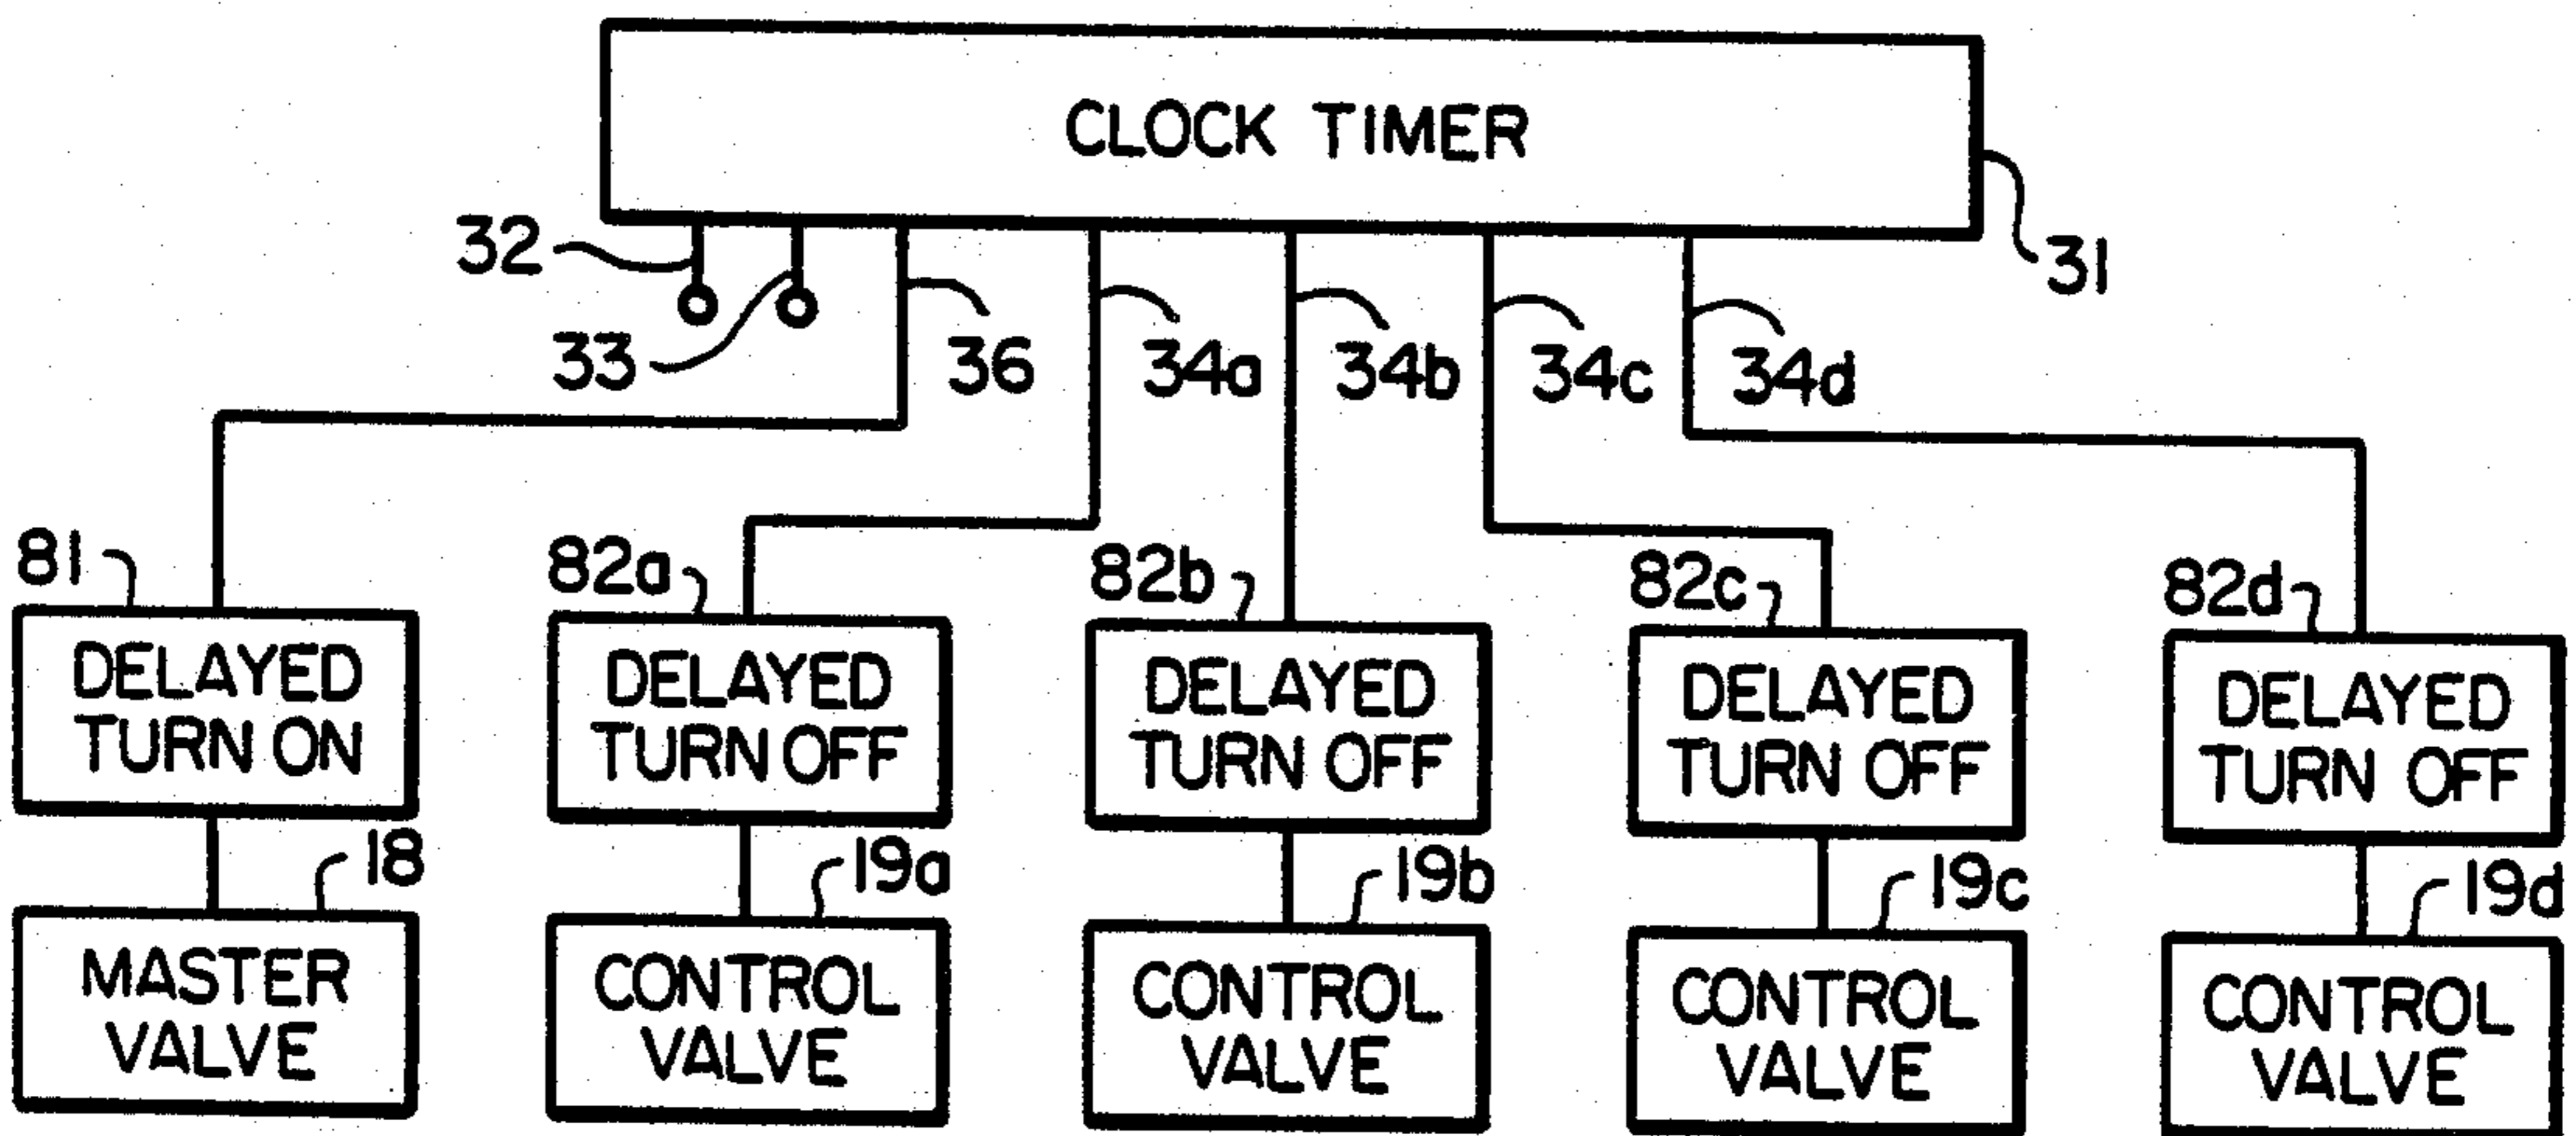 CLOCK TIMER
32
33
36
34a
34b
34c
34d
31
81
82a
82b
82c
82d
DELAYED
TURN ON
DELAYED
TURN OFF
DELAYED
TURN OFF
DELAYED
TURN OFF
DELAYED
TURN OFF
18
19a
19b
19c
19d
MASTER
VALVE
CONTROL
VALVE
CONTROL
VALVE
CONTROL
VALVE
CONTROL
VALVE